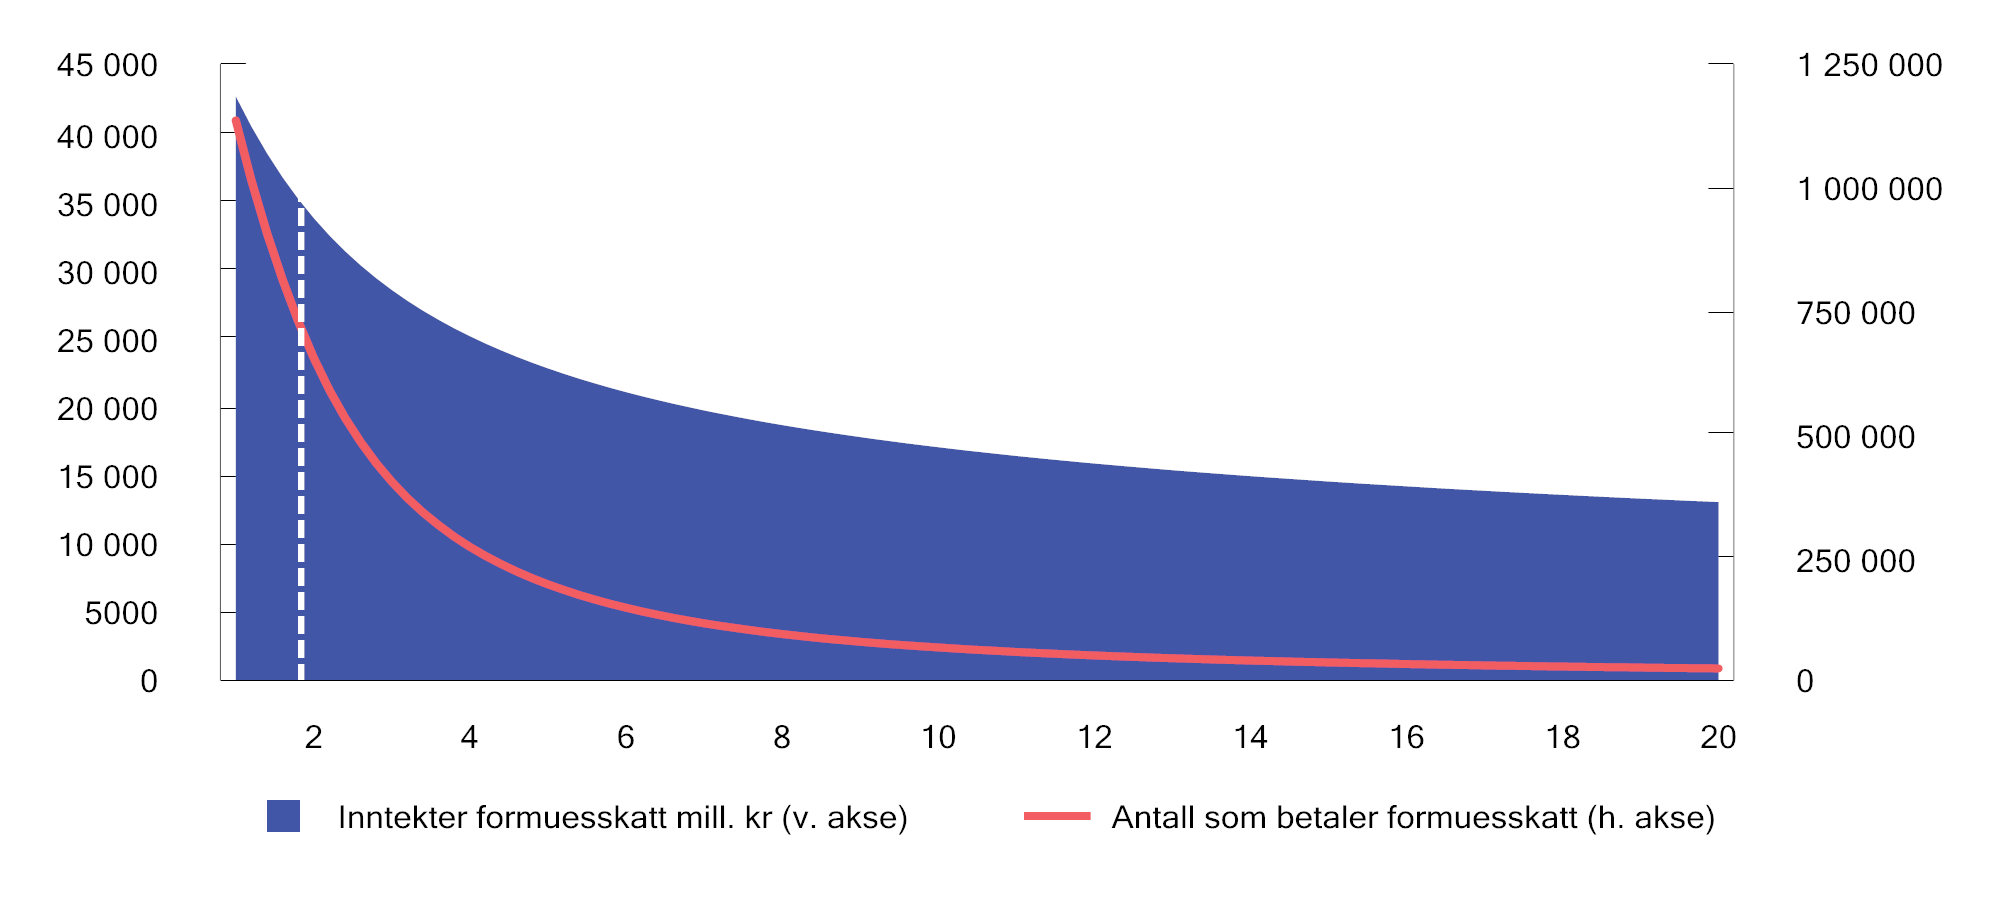 45 000
40 000
35 000
30 000
25 000
20 000
15 000
10 000
5000
0
1 250 000
1 000 000
750 000
500 000
250 000
0
2 4 6 8 10 12 14 16 18 20
Inntekter formuesskatt mill. kr (v. akse)
Antall som betaler formuesskatt (h. akse)